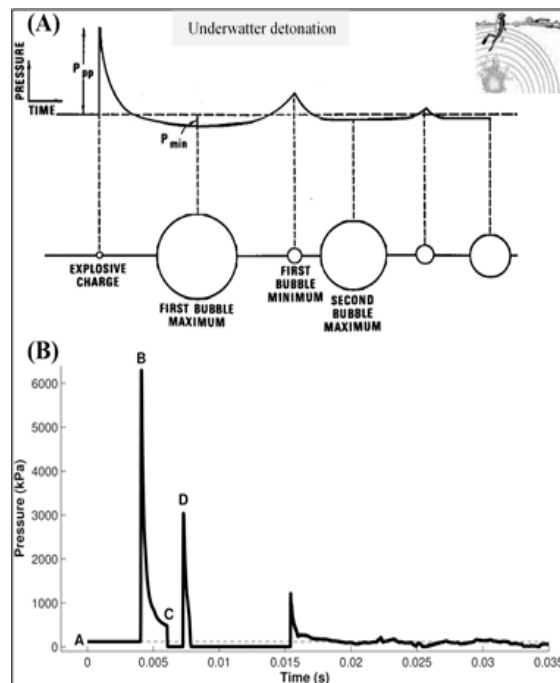 (A)
Underwatter detonation
PRESSURE
TIME
Ppp
Pmin
EXPLOSIVE
CHARGE
FIRST BUBBLE
MAXIMUM
FIRST
BUBBLE
MINIMUM
SECOND
BUBBLE
MAXIMUM
(B)
B
6000
5000
4000
3000
D
2000
1000
C
A
0
0
0.005
0.01
0.015
0.02
0.025
0.03
0.035
Pressure (kPa)
Time (s)